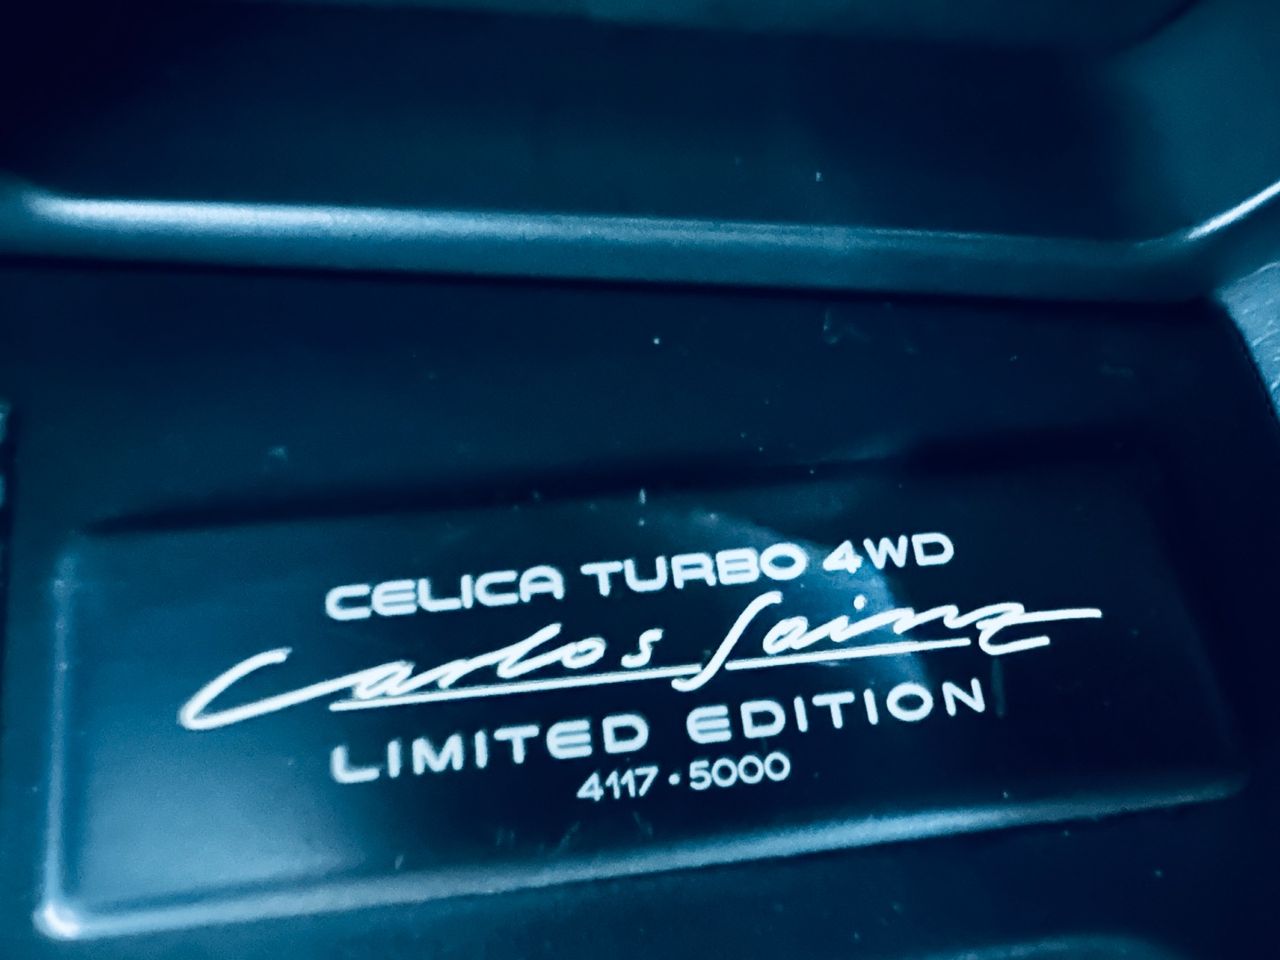 CELICA TURBO 4WD
Carlos Sainz
LIMITED EDITION
4117 • 5000